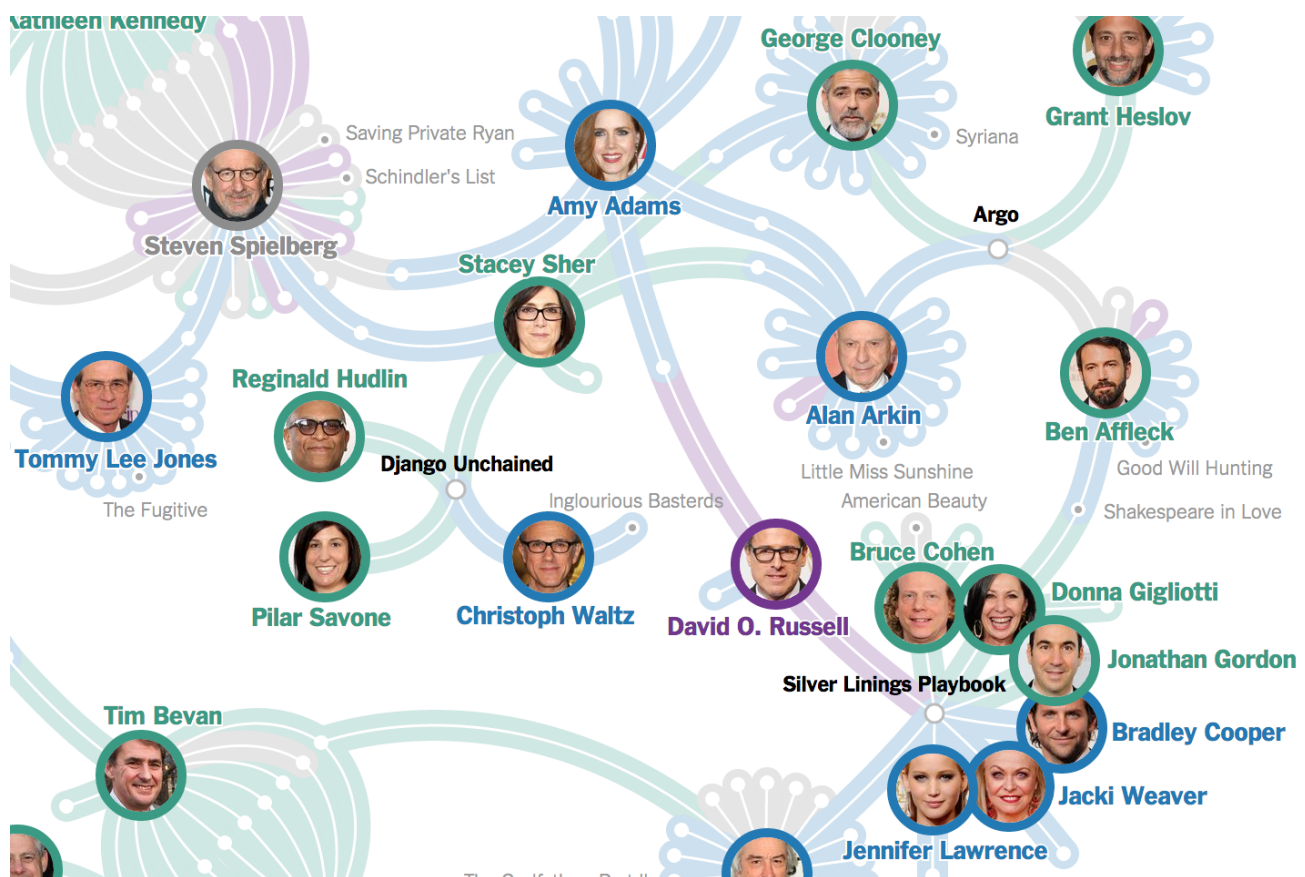 Kathleen Kennedy
George Clooney
Grant Heslov
Saving Private Ryan
Syriana
Schindler's List
Amy Adams
Argo
Steven Spielberg
Stacey Sher
Reginald Hudlin
Alan Arkin
Ben Affleck
Tommy Lee Jones
Django Unchained
Little Miss Sunshine
Good Will Hunting
The Fugitive
Inglourious Basterds
American Beauty
Shakespeare in Love
Bruce Cohen
Donna Gigliotti
Pilar Savone
Christoph Waltz
David O. Russell
Jonathan Gordon
Silver Linings Playbook
Tim Bevan
Bradley Cooper
Jacki Weaver
Jennifer Lawrence